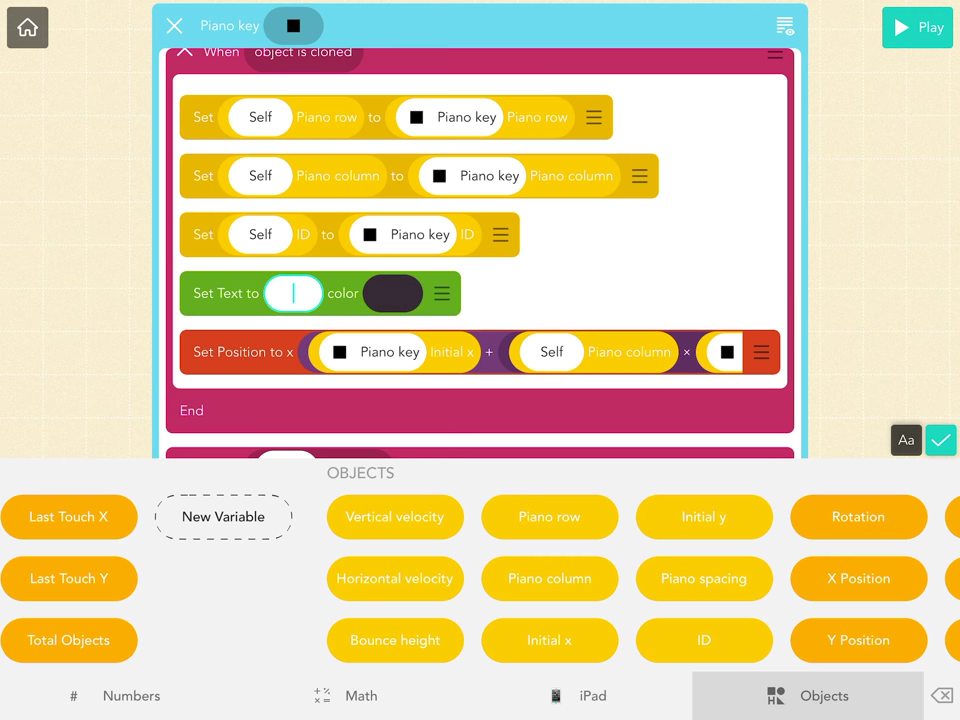 Piano key
Play
When object is cloned
Set Self Piano row to Piano key Piano row
Set Self Piano column to Piano key Piano column
Set Self ID to Piano key ID
Set Text to color
Set Position to x Piano key Initial x + Self Piano column ×
End
Aa
OBJECTS
Last Touch X New Variable Vertical velocity Piano row Initial y Rotation
Last Touch Y Horizontal velocity Piano column Piano spacing X Position
Total Objects Bounce height Initial x ID Y Position
# Numbers Math iPad Objects